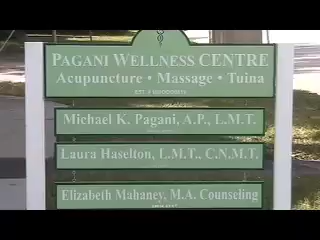 PAGANI WELLNESS CENTRE
Acupuncture • Massage • Tuina
Michael K. Pagani, A.P., L.M.T.
Laura Haselton, L.M.T., C.N.M.T.
Elizabeth Mahaney, M.A. Counseling